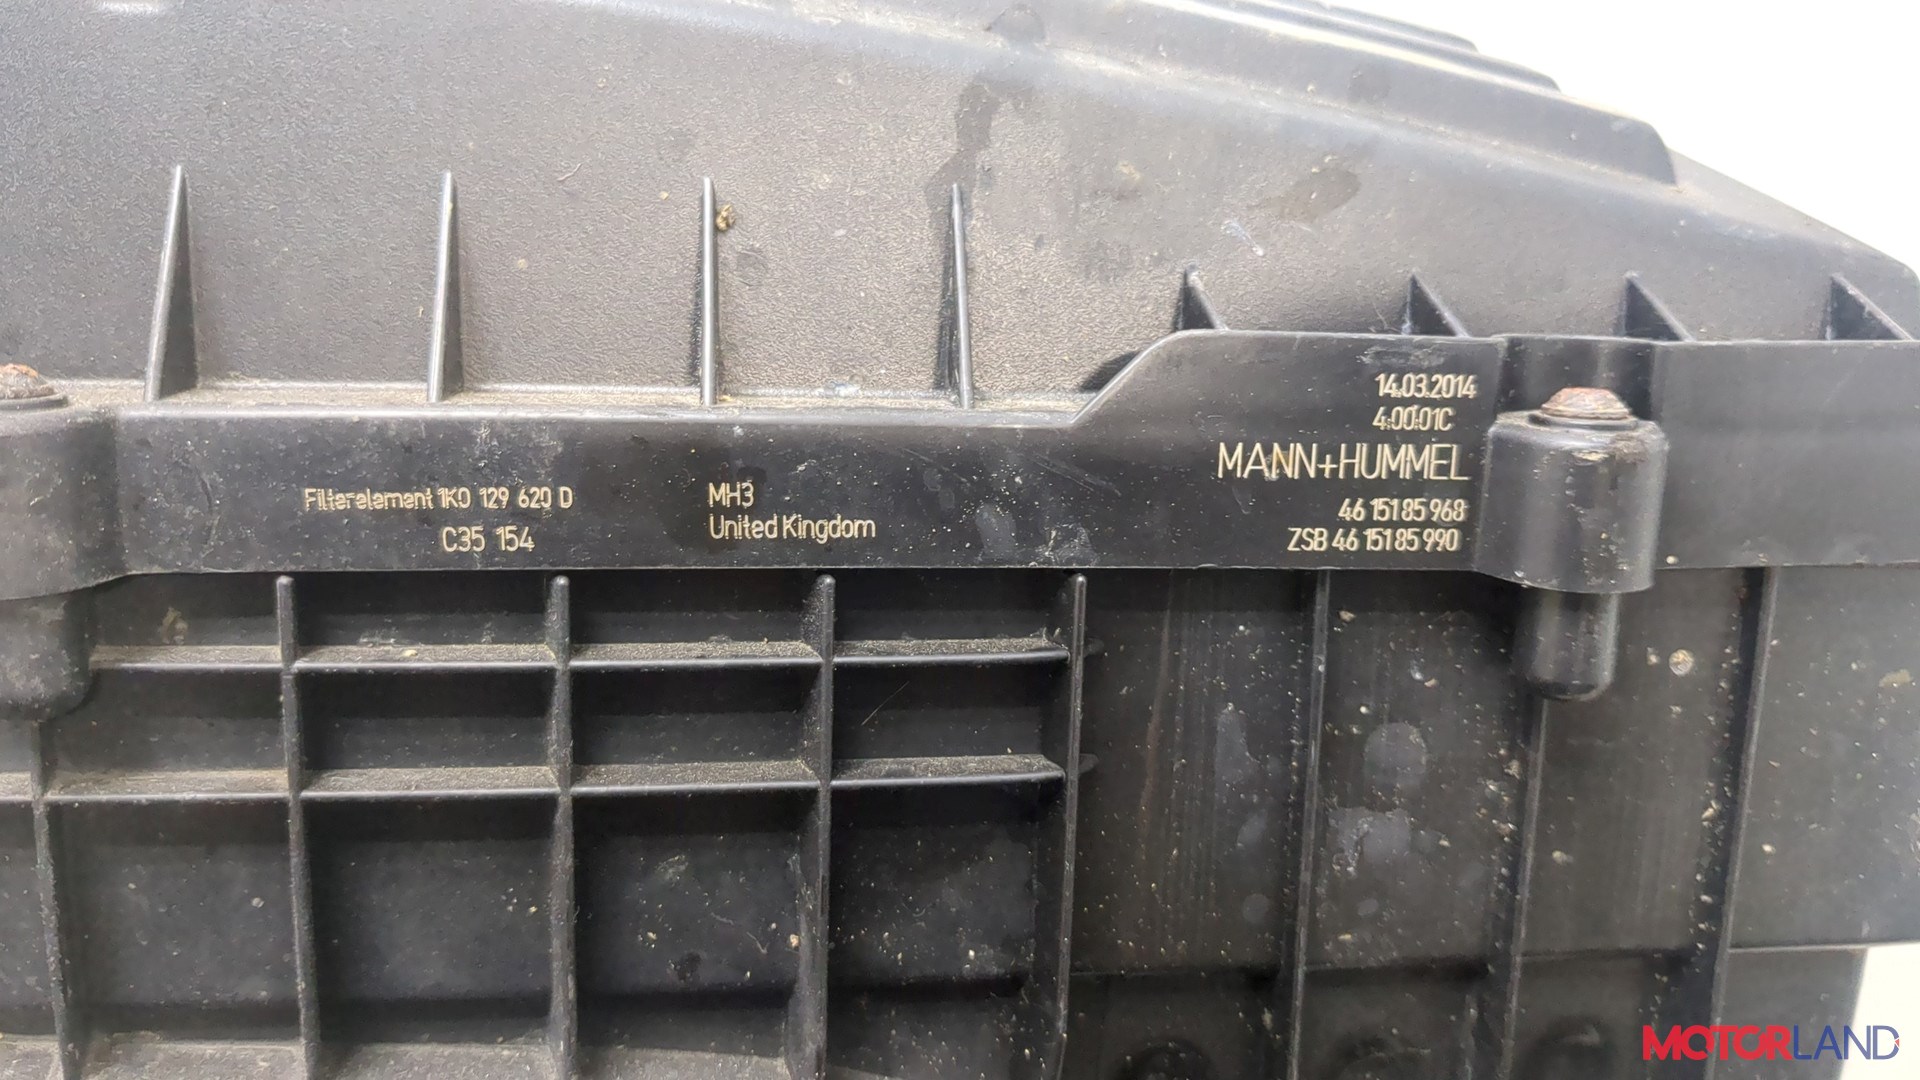 14.03.2014
4.00.01C
MANN+HUMMEL
46 151 85 968
ZSB 46 151 85 990
Filterelement 1K0 129 620 D
C35 154
MH3
United Kingdom
MOTORLAND